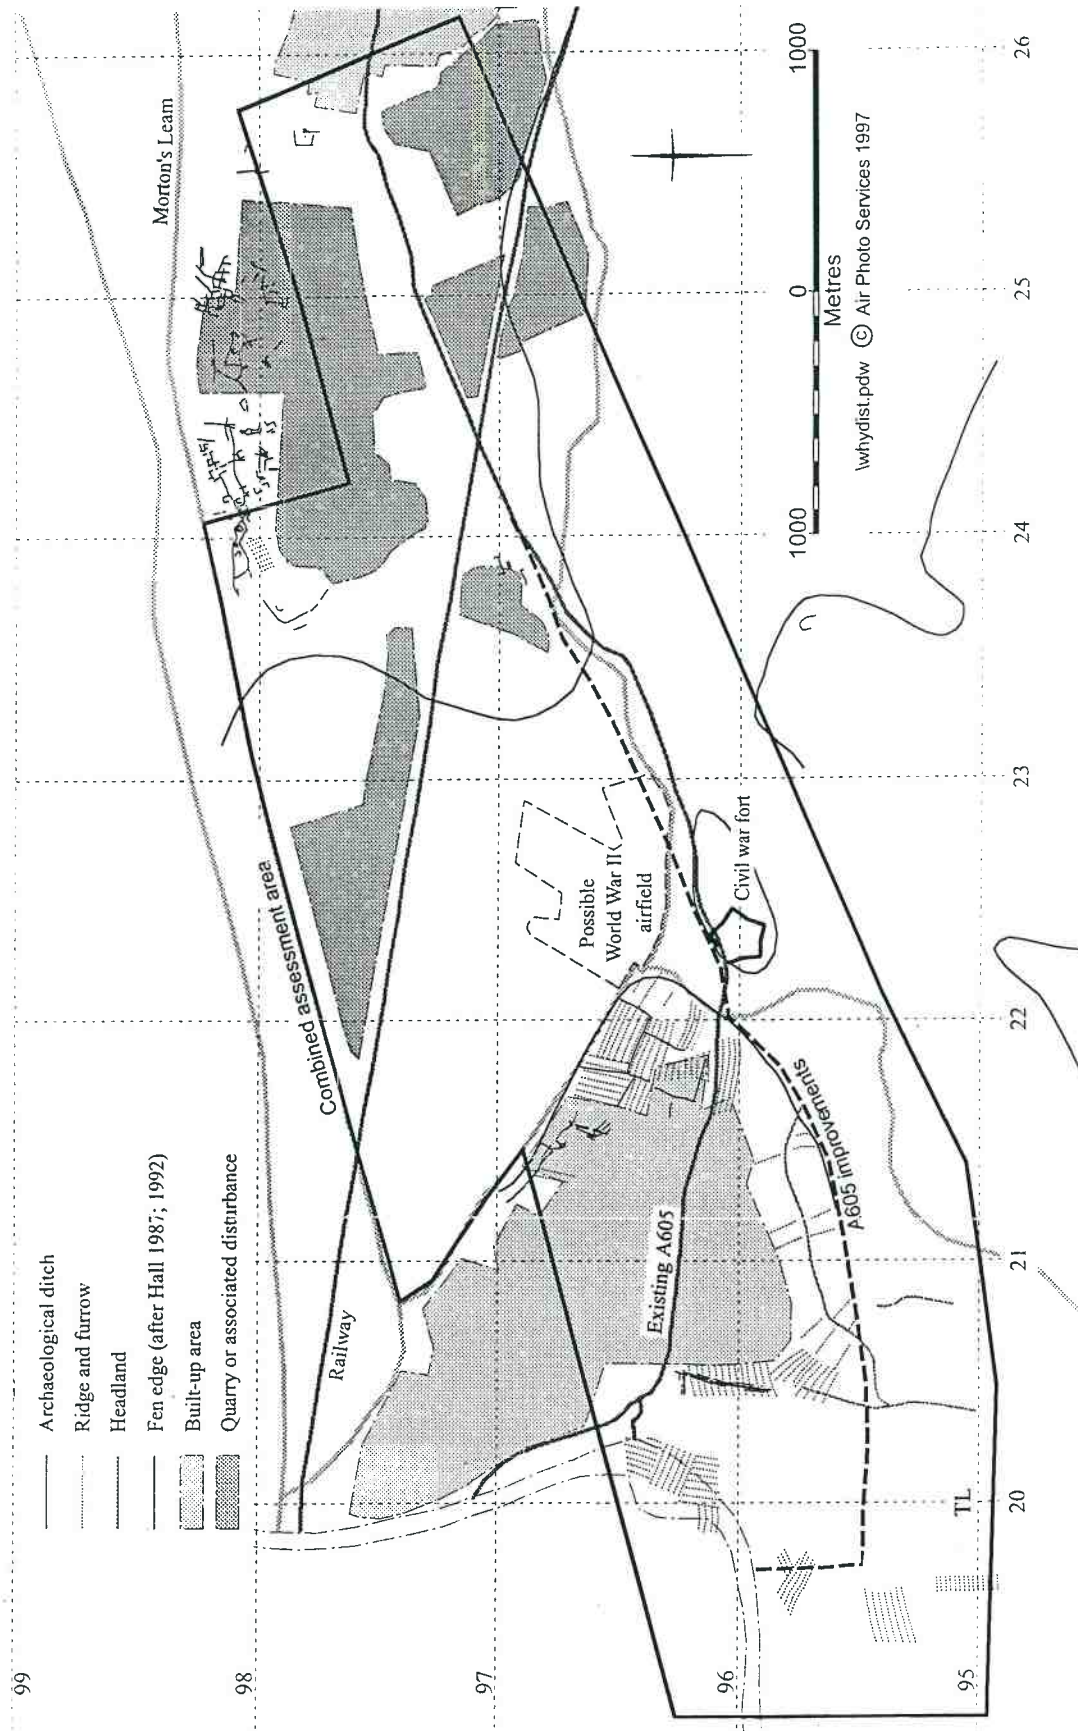 99
98
97
96
95
Archaeological ditch
Ridge and furrow
Headland
Fen edge (after Hall 1987; 1992)
Built-up area
Quarry or associated disturbance
Morton's Leam
Combined assessment area
Railway
Possible
World War II
airfield
Civil war fort
Existing A605
A605 improvements
TL
20
21
22
23
24
25
26
1000
0
1000
Metres
\whydist.pdw © Air Photo Services 1997